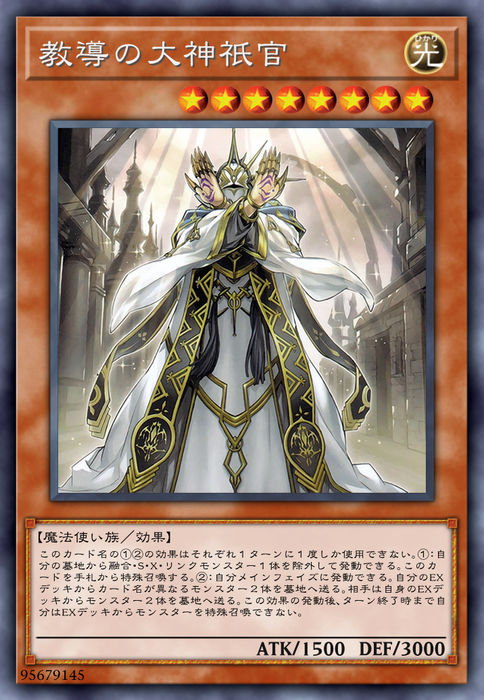 教導の大神祇官
ひかり
光
【魔法使い族／効果】
このカード名の①②の効果はそれぞれ１ターンに１度しか使用できない。①：自
分の墓地から融合・Ｓ・Ｘ・リンクモンスター１体を除外して発動できる。このカ
ードを手札から特殊召喚する。②：自分メインフェイズに発動できる。自分のEX
デッキからカード名が異なるモンスター２体を墓地へ送る。相手は自身のEXデ
ッキからモンスター２体を墓地へ送る。この効果の発動後、ターン終了時まで自
分はEXデッキからモンスターを特殊召喚できない。
ATK/1500 DEF/3000
95679145